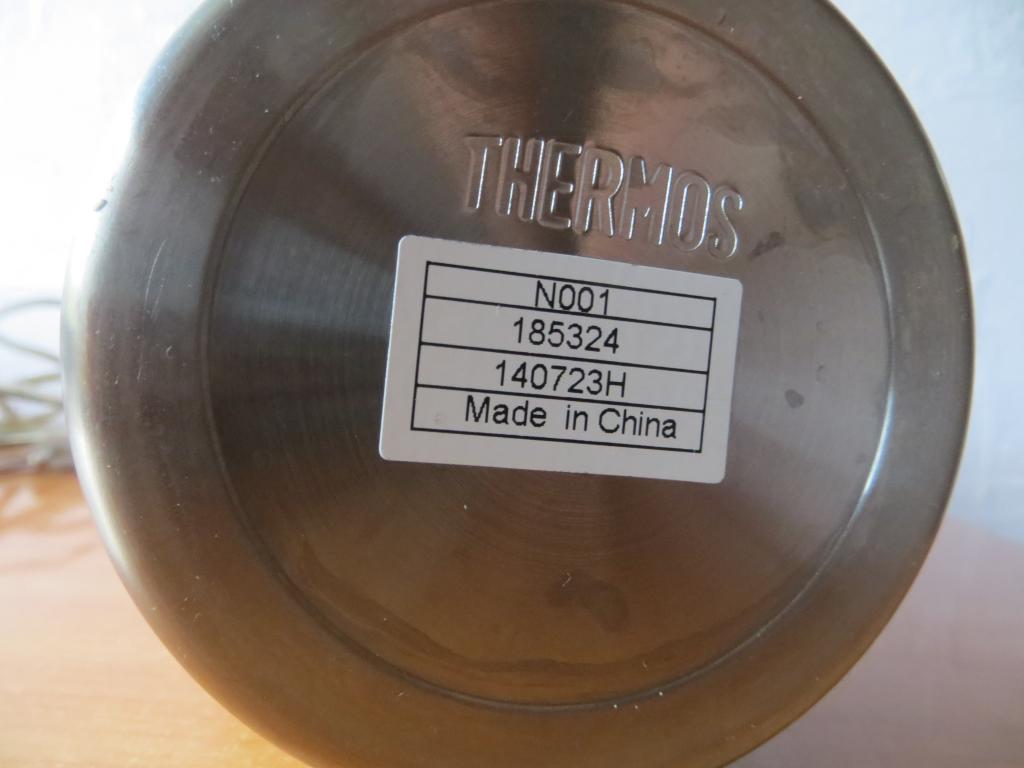 THERMOS
N001
185324
140723H
Made in China